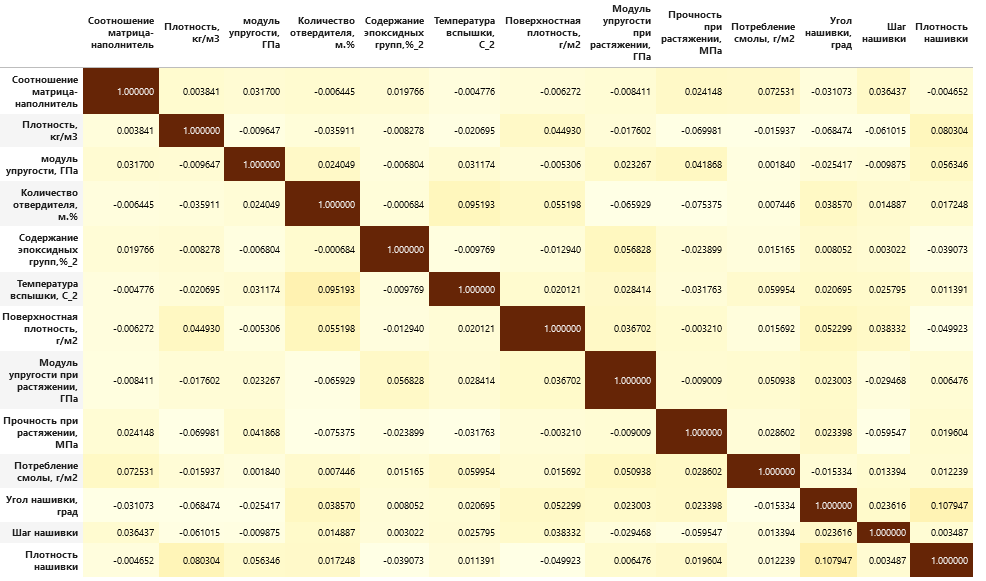 Соотношение матрица-наполнитель Плотность, кг/м3 модуль упругости, ГПа Количество отвердителя, м.% Содержание эпоксидных групп,%_2 Температура вспышки, С_2 Поверхностная плотность, г/м2 Модуль упругости при растяжении, ГПа Прочность при растяжении, МПа Потребление смолы, г/м2 Угол нашивки, град Шаг нашивки Плотность нашивки
Соотношение матрица-наполнитель 1.000000 0.003841 0.031700 -0.006445 0.019766 -0.004776 -0.006272 -0.008411 0.024148 0.072531 -0.031073 0.036437 -0.004652
Плотность, кг/м3 0.003841 1.000000 -0.009647 -0.035911 -0.008278 -0.020695 0.044930 -0.017602 -0.069981 -0.015937 -0.068474 -0.061015 0.080304
модуль упругости, ГПа 0.031700 -0.009647 1.000000 0.024049 -0.006804 0.031174 -0.005306 0.023267 0.041868 0.001840 -0.025417 -0.009875 0.056346
Количество отвердителя, м.% -0.006445 -0.035911 0.024049 1.000000 -0.000684 0.095193 0.055198 -0.065929 -0.075375 0.007446 0.038570 0.014887 0.017248
Содержание эпоксидных групп,%_2 0.019766 -0.008278 -0.006804 -0.000684 1.000000 -0.009769 -0.012940 0.056828 -0.023899 0.015165 0.008052 0.003022 -0.039073
Температура вспышки, С_2 -0.004776 -0.020695 0.031174 0.095193 -0.009769 1.000000 0.020121 0.028414 -0.031763 0.059954 0.020695 0.025795 0.011391
Поверхностная плотность, г/м2 -0.006272 0.044930 -0.005306 0.055198 -0.012940 0.020121 1.000000 0.036702 -0.003210 0.015692 0.052299 0.038332 -0.049923
Модуль упругости при растяжении, ГПа -0.008411 -0.017602 0.023267 -0.065929 0.056828 0.028414 0.036702 1.000000 -0.009009 0.050938 0.023003 -0.029468 0.006476
Прочность при растяжении, МПа 0.024148 -0.069981 0.041868 -0.075375 -0.023899 -0.031763 -0.003210 -0.009009 1.000000 0.028602 0.023398 -0.059547 0.019604
Потребление смолы, г/м2 0.072531 -0.015937 0.001840 0.007446 0.015165 0.059954 0.015692 0.050938 0.028602 1.000000 -0.015334 0.013394 0.012239
Угол нашивки, град -0.031073 -0.068474 -0.025417 0.038570 0.008052 0.020695 0.052299 0.023003 0.023398 -0.015334 1.000000 0.023616 0.107947
Шаг нашивки 0.036437 -0.061015 -0.009875 0.014887 0.003022 0.025795 0.038332 -0.029468 -0.059547 0.013394 0.023616 1.000000 0.003487
Плотность нашивки -0.004652 0.080304 0.056346 0.017248 -0.039073 0.011391 -0.049923 0.006476 0.019604 0.012239 0.107947 0.003487 1.000000